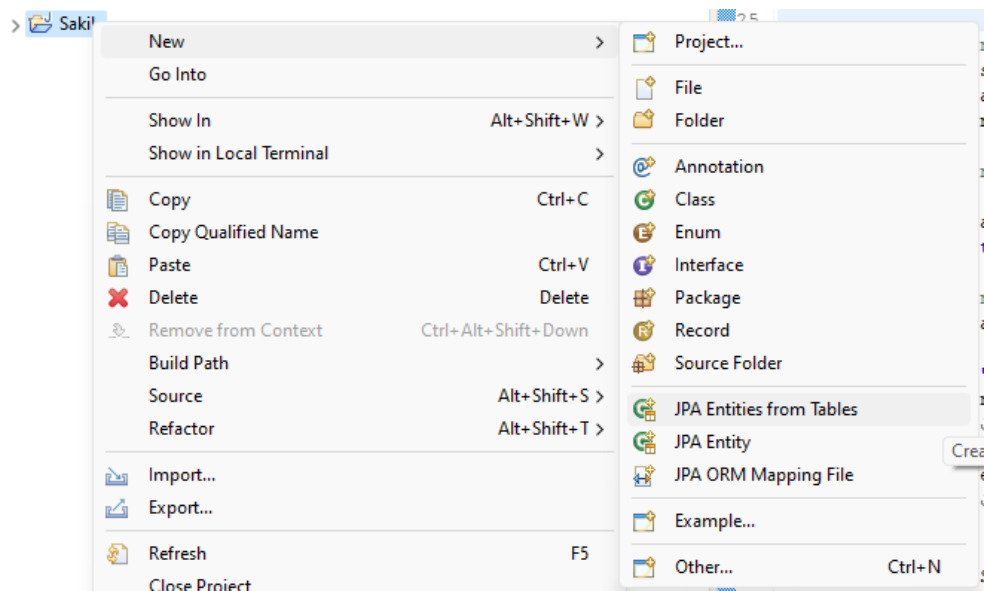 Sakil
25
New
Go Into
Show In Alt+Shift+W
Show in Local Terminal
Copy Ctrl+C
Copy Qualified Name
Paste Ctrl+V
Delete Delete
Remove from Context Ctrl+Alt+Shift+Down
Build Path
Source Alt+Shift+S
Refactor Alt+Shift+T
Import...
Export...
Refresh F5
Close Project
Project...
File
Folder
Annotation
Class
Enum
Interface
Package
Record
Source Folder
JPA Entities from Tables
JPA Entity
Crea
JPA ORM Mapping File
Example...
Other... Ctrl+N